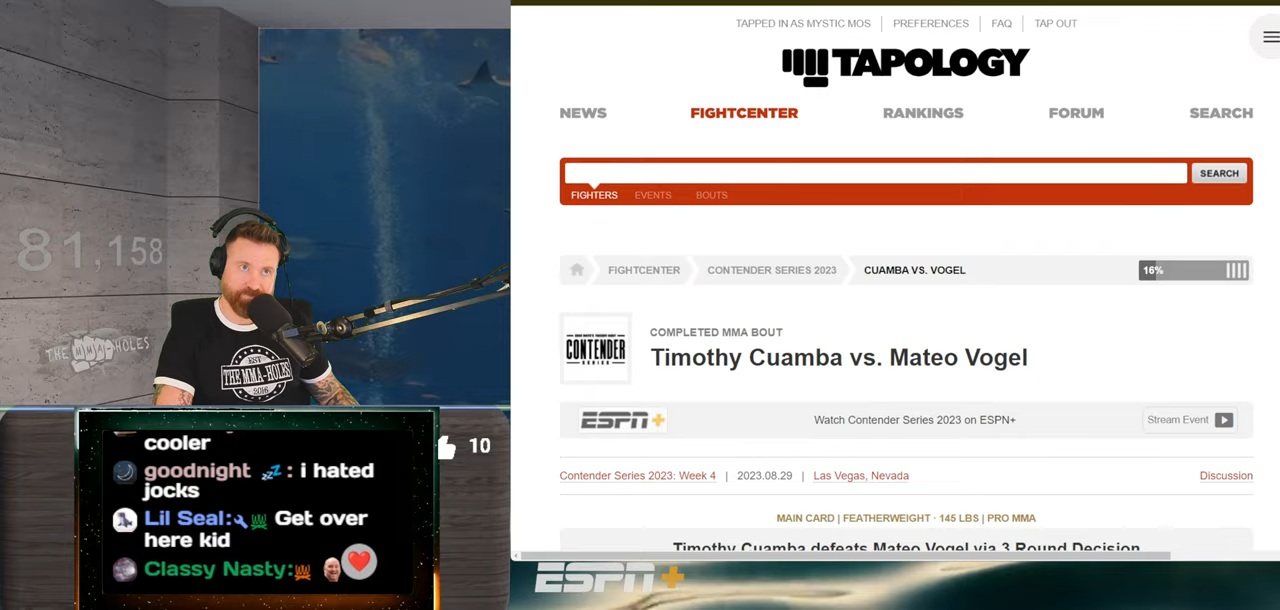 TAPPED IN AS MYSTIC MOS | PREFERENCES | FAQ | TAP OUT
TAPOLOGY
NEWS FIGHTCENTER RANKINGS FORUM SEARCH
SEARCH
FIGHTERS EVENTS BOUTS
FIGHTCENTER CONTENDER SERIES 2023 CUAMBA VS. VOGEL 16%
COMPLETED MMA BOUT
CONTENDER
SERIES
Timothy Cuamba vs. Mateo Vogel
ESPN+ Watch Contender Series 2023 on ESPN+ Stream Event
Contender Series 2023: Week 4 | 2023.08.29 | Las Vegas, Nevada Discussion
MAIN CARD | FEATHERWEIGHT · 145 LBS | PRO MMA
Timothy Cuamba defeats Mateo Vogel via 3 Round Decision
ESPN+
81,158
THE MMA-HOLES
EST
THE MMA-HOLES
2016
10
cooler
goodnight 💤: i hated
jocks
Lil Seal: Get over
here kid
Classy Nasty: